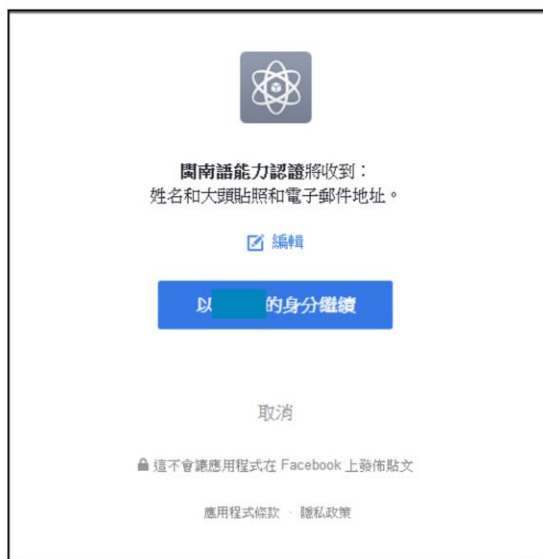 閩南語能力認證將收到：
姓名和大頭貼照和電子郵件地址。
編輯
以 的身分繼續
取消
這不會讓應用程式在 Facebook 上發佈貼文
應用程式條款 · 隱私政策